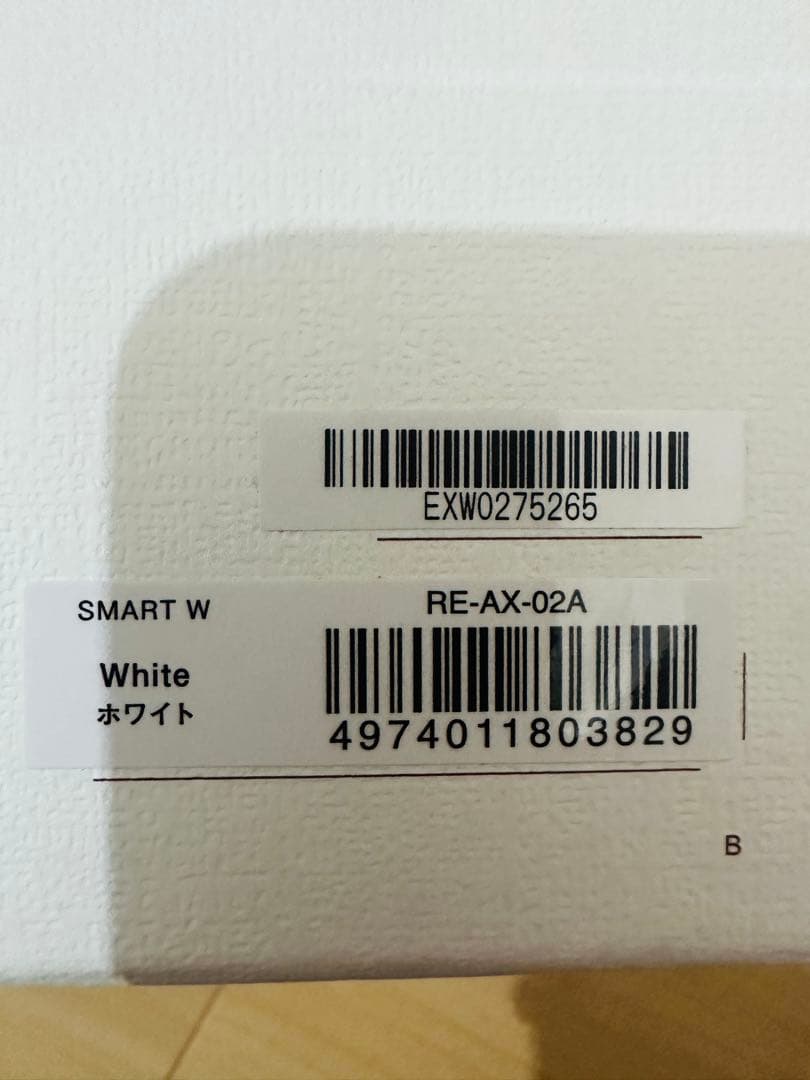 EXW0275265
SMART W
RE-AX-02A
White
ホワイト
4974011803829
B